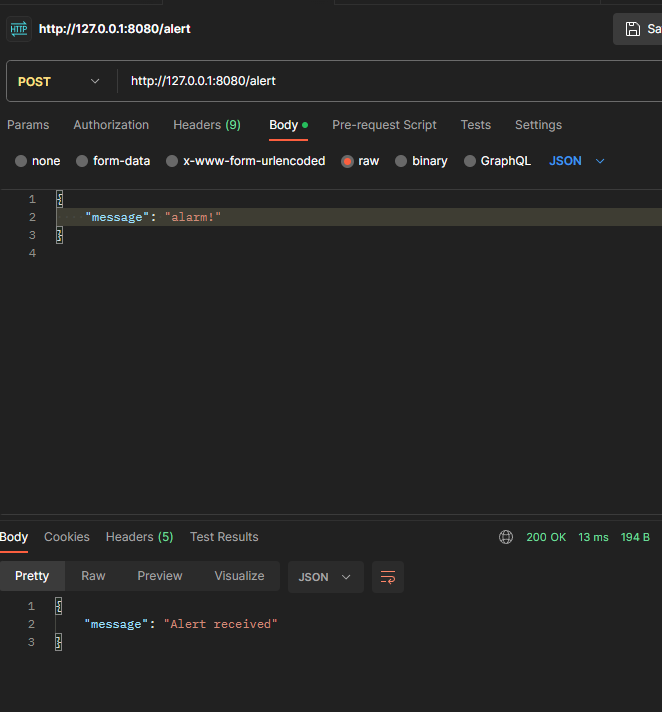 HTTP http://127.0.0.1:8080/alert Sa
POST http://127.0.0.1:8080/alert
Params Authorization Headers (9) Body Pre-request Script Tests Settings
none form-data x-www-form-urlencoded raw binary GraphQL JSON
1 {
2 "message": "alarm!"
3 }
4
Body Cookies Headers (5) Test Results 200 OK 13 ms 194 B
Pretty Raw Preview Visualize JSON
1 {
2 "message": "Alert received"
3 }